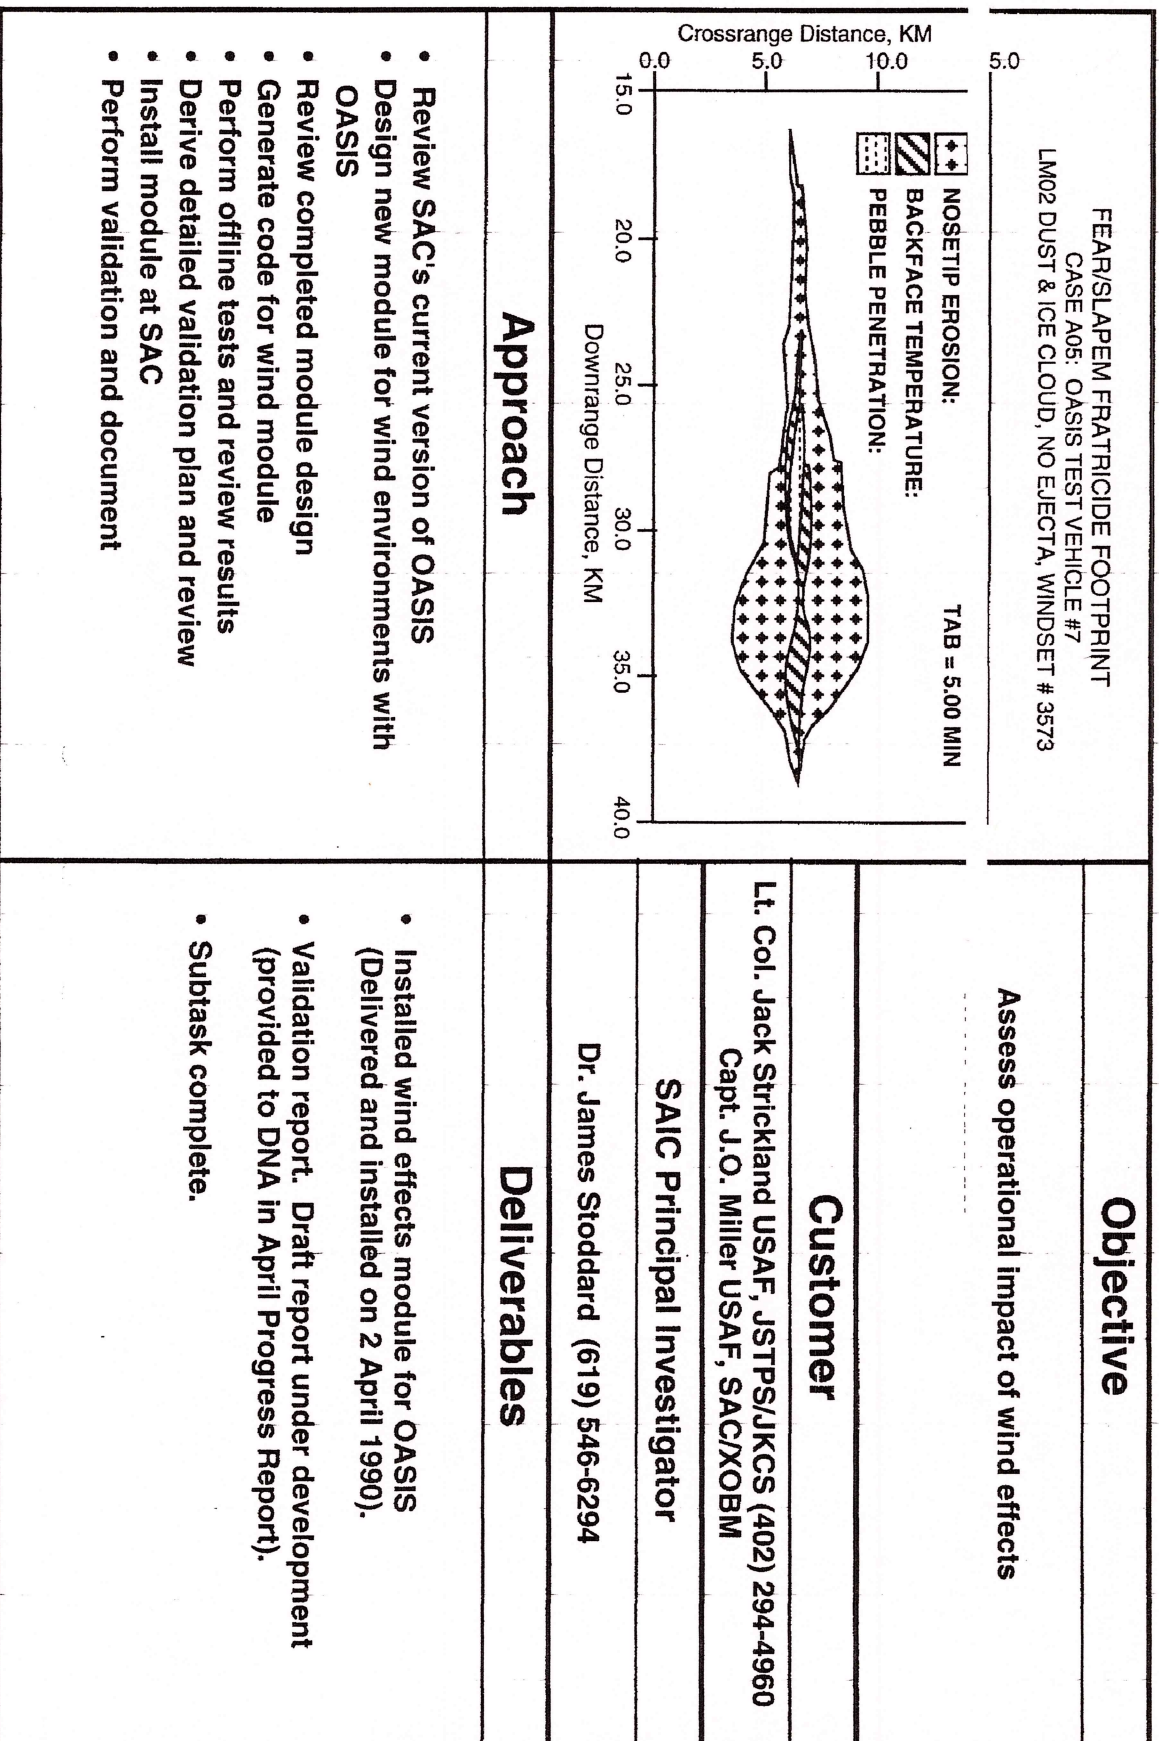 FEAR/SLAPEM FRATRICIDE FOOTPRINT
CASE A05: OASIS TEST VEHICLE #7
LM02 DUST & ICE CLOUD, NO EJECTA, WINDSET # 3573
5.0
NOSETIP EROSION:
BACKFACE TEMPERATURE:
PEBBLE PENETRATION:
TAB = 5.00 MIN
Crossrange Distance, KM
10.0
5.0
0.0
15.0 20.0 25.0 30.0 35.0 40.0
Downrange Distance, KM
Objective
Assess operational impact of wind effects
Customer
Lt. Col. Jack Strickland USAF, JSTPS/JKCS (402) 294-4960
Capt. J.O. Miller USAF, SAC/XOBM
SAIC Principal Investigator
Dr. James Stoddard (619) 546-6294
Approach
• Review SAC's current version of OASIS
• Design new module for wind environments with
OASIS
• Review completed module design
• Generate code for wind module
• Perform offline tests and review results
• Derive detailed validation plan and review
• Install module at SAC
• Perform validation and document
Deliverables
• Installed wind effects module for OASIS
(Delivered and installed on 2 April 1990).
• Validation report. Draft report under development
(provided to DNA in April Progress Report).
• Subtask complete.